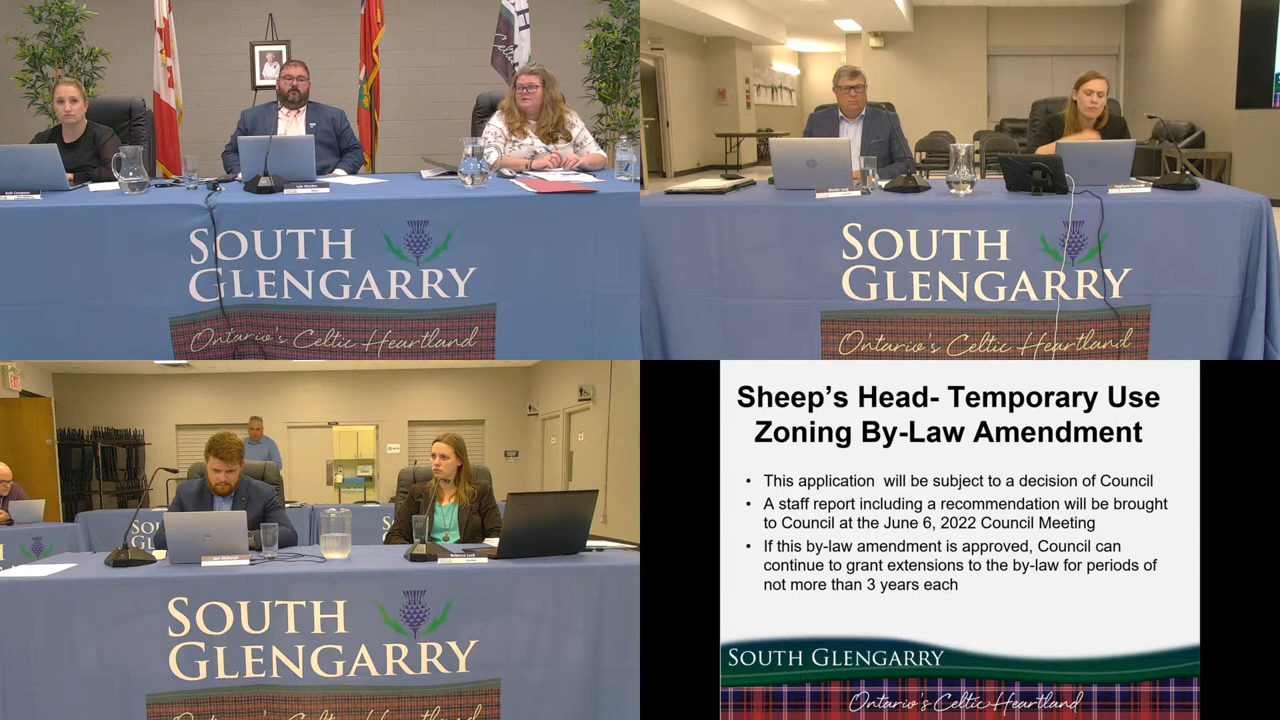 SOUTH
GLENGARRY
Ontario's Celtic Heartland
SOUTH
GLENGARRY
Ontario's Celtic Heartland
EXIT
SOUTH
GLENGARRY
Sheep's Head- Temporary Use
Zoning By-Law Amendment
• This application will be subject to a decision of Council
• A staff report including a recommendation will be brought
to Council at the June 6, 2022 Council Meeting
• If this by-law amendment is approved, Council can
continue to grant extensions to the by-law for periods of
not more than 3 years each
SOUTH GLENGARRY
Ontario's Celtic Heartland